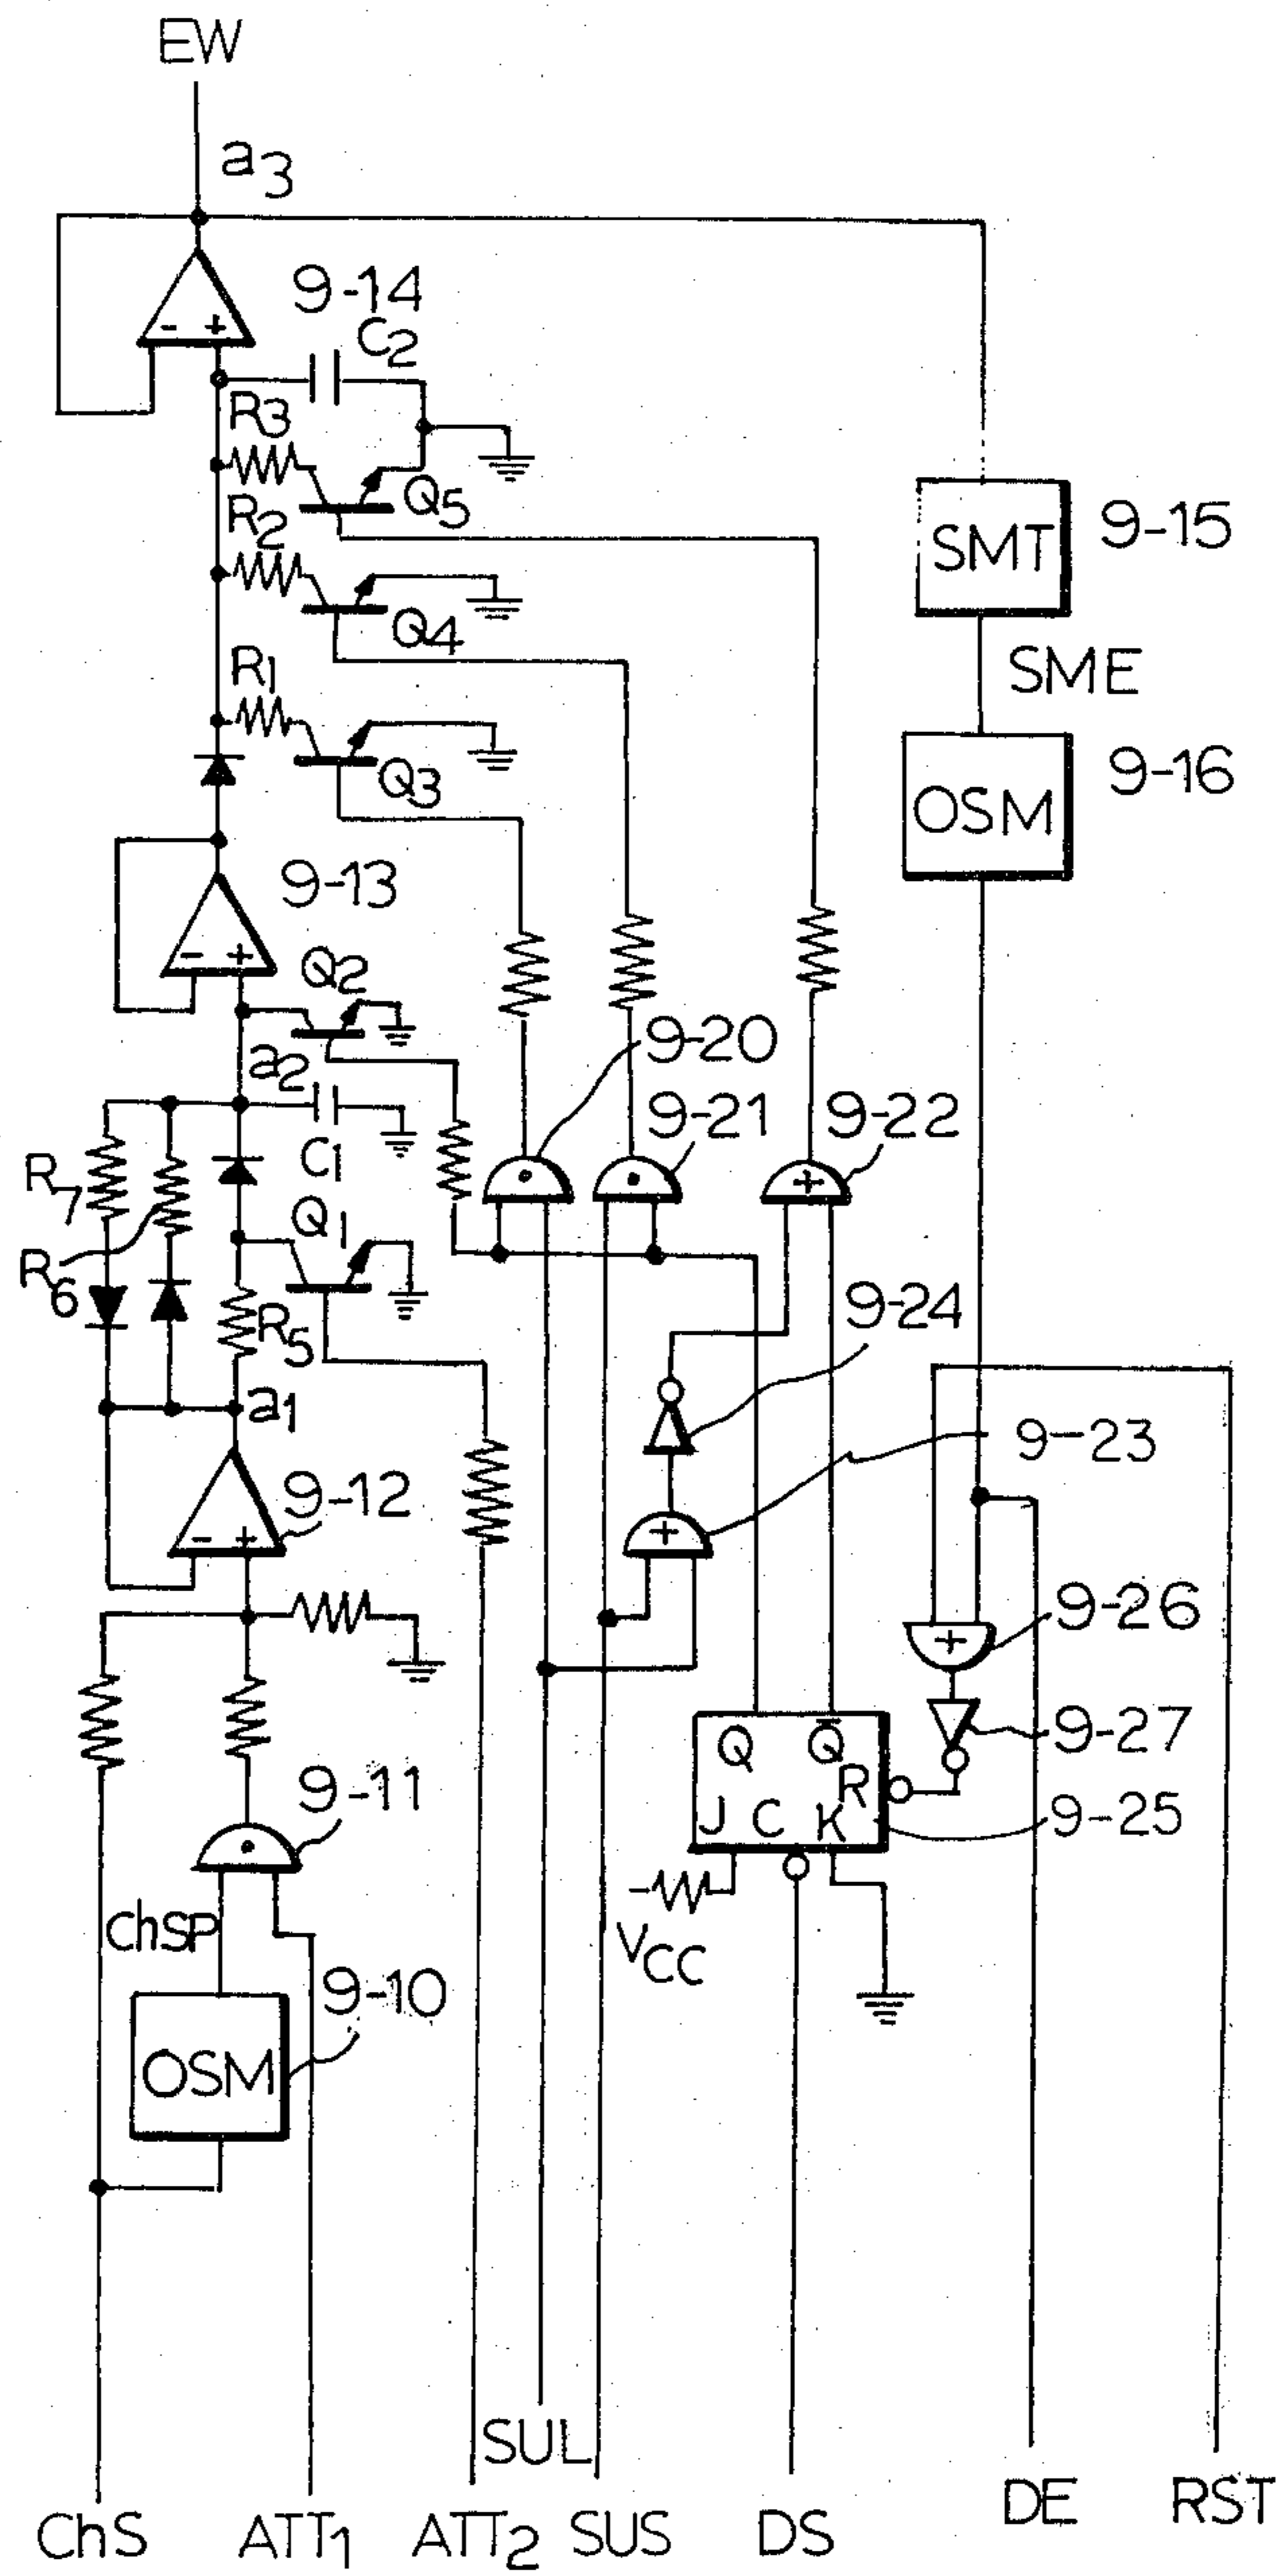 EW
a3
9-14
C2
R3
Q5
R2
SMT
9-15
Q4
SME
R1
9-16
Q3
OSM
9-13
- +
Q2
9-20
a2
9-21
9-22
C1
R7
Q1
R6
9-24
R5
a1
9-23
9-12
9-26
9-27
Q Q̄
R
9-11
J C K
9-25
ChSP
VCC
9-10
OSM
SUL
ChS
ATT1
ATT2
SUS
DS
DE
RST